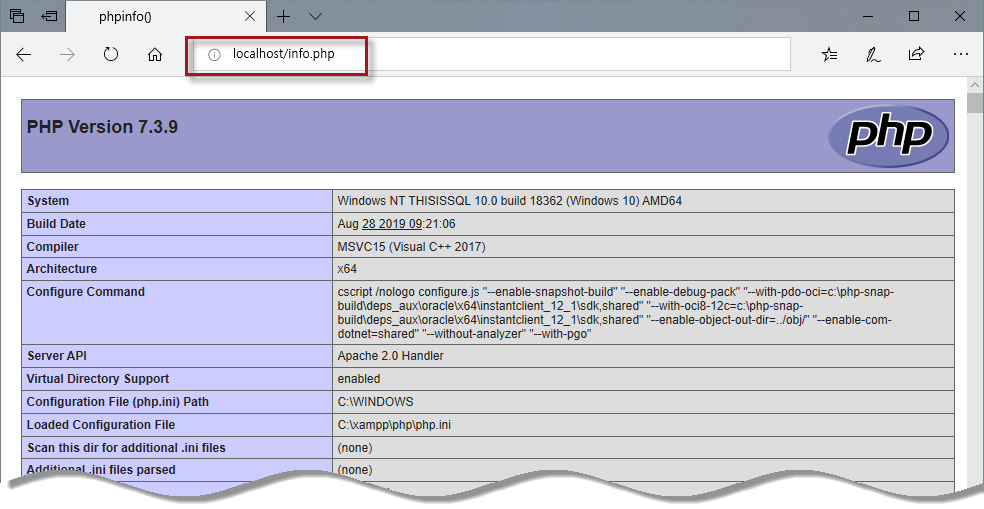 phpinfo()
localhost/info.php
PHP Version 7.3.9
php
System
Windows NT THISISSQL 10.0 build 18362 (Windows 10) AMD64
Build Date
Aug 28 2019 09:21:06
Compiler
MSVC15 (Visual C++ 2017)
Architecture
x64
Configure Command
cscript /nologo configure.js "--enable-snapshot-build" "--enable-debug-pack" "--with-pdo-oci=c:\php-snap-
build\deps_aux\oracle\x64\instantclient_12_1\sdk,shared" "--with-oci8-12c=c:\php-snap-
build\deps_aux\oracle\x64\instantclient_12_1\sdk,shared" "--enable-object-out-dir=../obj/" "--enable-com-
dotnet=shared" "--without-analyzer" "--with-pgo"
Server API
Apache 2.0 Handler
Virtual Directory Support
enabled
Configuration File (php.ini) Path
C:\WINDOWS
Loaded Configuration File
C:\xampp\php\php.ini
Scan this dir for additional .ini files
(none)
Additional .ini files parsed
(none)